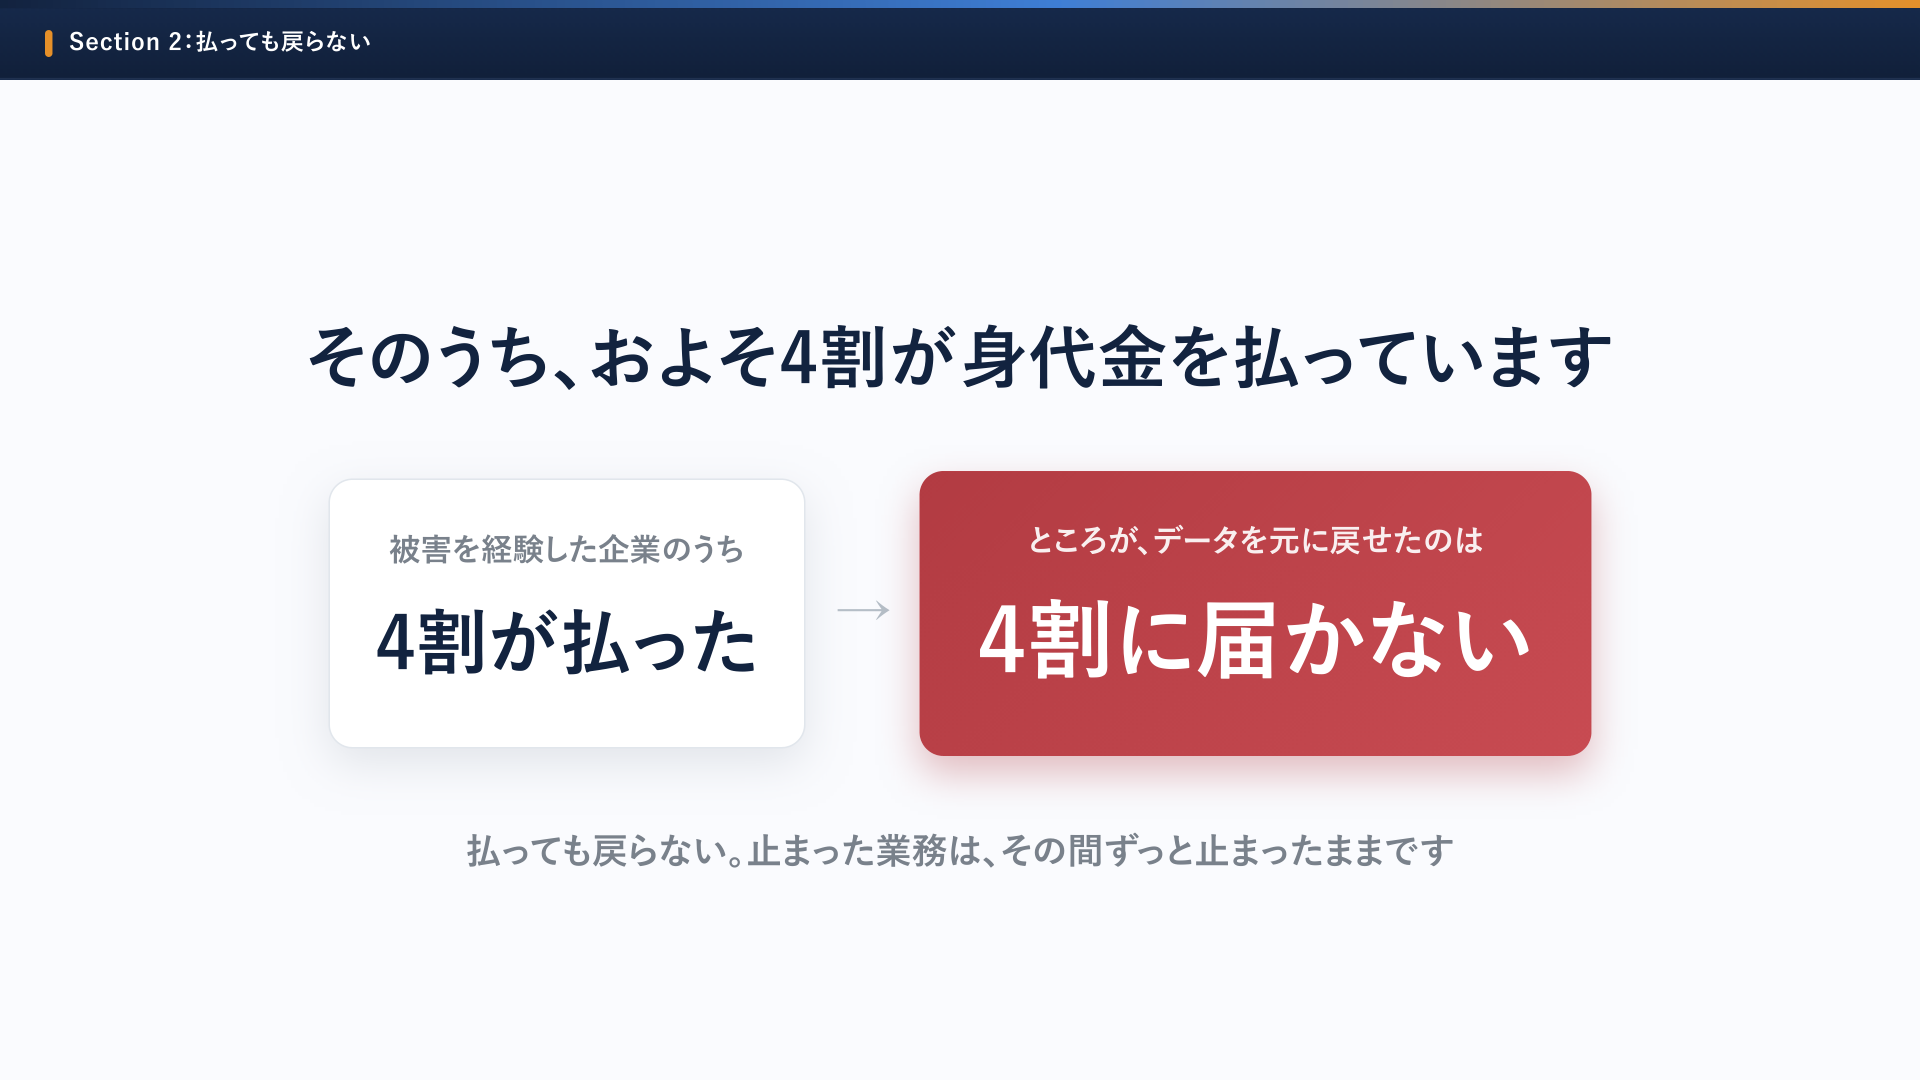 Section 2：払っても戻らない
そのうち、およそ4割が身代金を払っています
被害を経験した企業のうち
4割が払った
ところが、データを元に戻せたのは
4割に届かない
払っても戻らない。止まった業務は、その間ずっと止まったままです